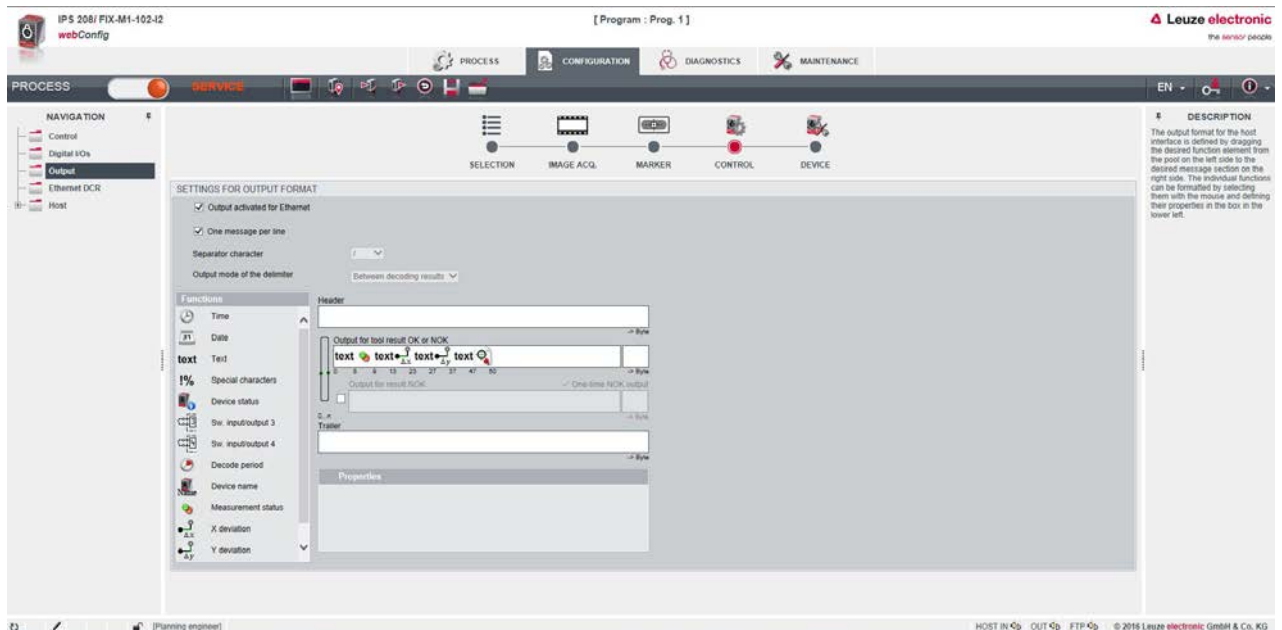 IPS 208i FIX-M1-102-I2
webConfig
[ Program : Prog. 1 ]
Leuze electronic
the sensor people
PROCESS
CONFIGURATION
DIAGNOSTICS
MAINTENANCE
PROCESS
SERVICE
EN
NAVIGATION
Control
Digital I/Os
Output
Ethernet DCR
Host
SELECTION
IMAGE ACQ.
MARKER
CONTROL
DEVICE
DESCRIPTION
The output format for the host
interface is defined by dragging
the desired function element from
the pool on the left side to the
desired message section on the
right side. The individual functions
can be formatted by selecting
them with the mouse and defining
their properties in the box in the
lower left.
SETTINGS FOR OUTPUT FORMAT
Output activated for Ethernet
One message per line
Separator character
Output mode of the delimiter
Between decoding results
Functions
Time
Date
text Text
!% Special characters
Device status
Sw. input/output 3
Sw. input/output 4
Decode period
Name Device name
Measurement status
Δx X deviation
Δy Y deviation
Header
-> Byte
Output for tool result OK or NOK
text text Δx text Δy text
-> Byte
Output for result NOK
One-time NOK output
0..n
-> Byte
Trailer
-> Byte
Properties
[Planning engineer]
HOST IN OUT FTP © 2016 Leuze electronic GmbH & Co. KG